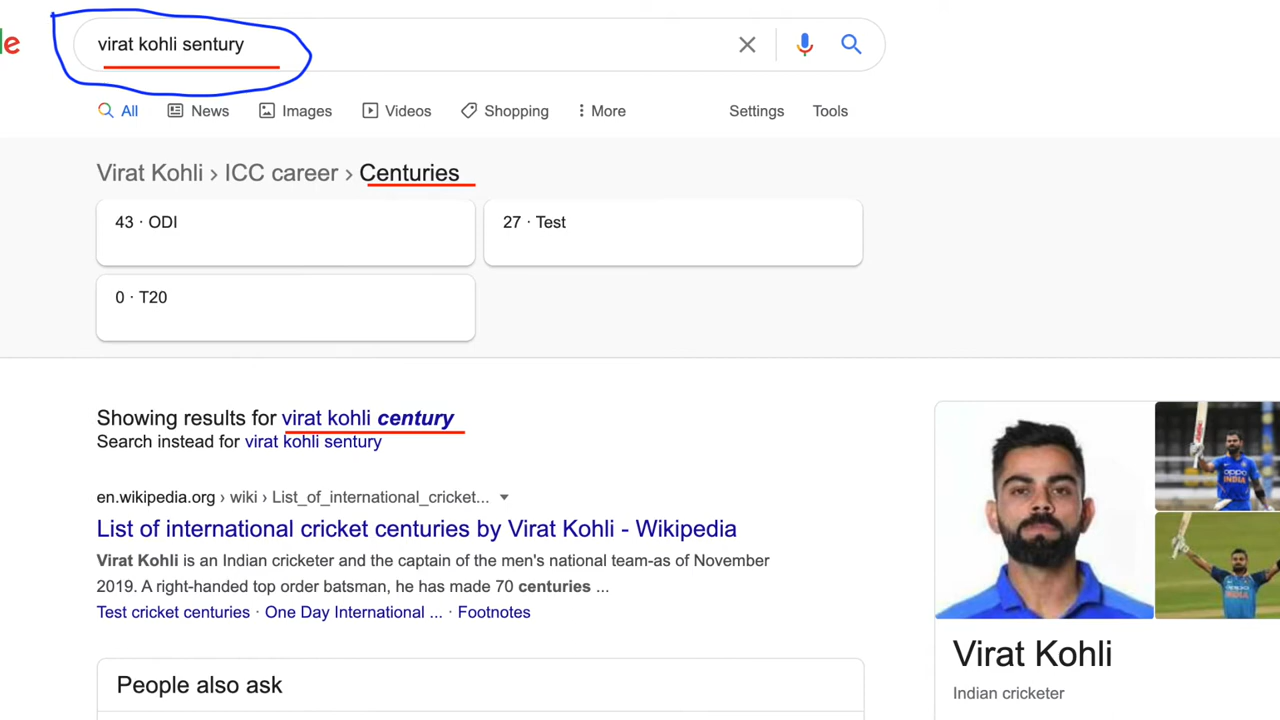 le
virat kohli sentury
All News Images Videos Shopping More Settings Tools
Virat Kohli › ICC career › Centuries
43 · ODI
27 · Test
0 · T20
Showing results for virat kohli century
Search instead for virat kohli sentury
en.wikipedia.org › wiki › List_of_international_cricket...
List of international cricket centuries by Virat Kohli - Wikipedia
Virat Kohli is an Indian cricketer and the captain of the men's national team-as of November
2019. A right-handed top order batsman, he has made 70 centuries ...
Test cricket centuries · One Day International ... · Footnotes
People also ask
oppo
INDIA
INDIA
Virat Kohli
Indian cricketer